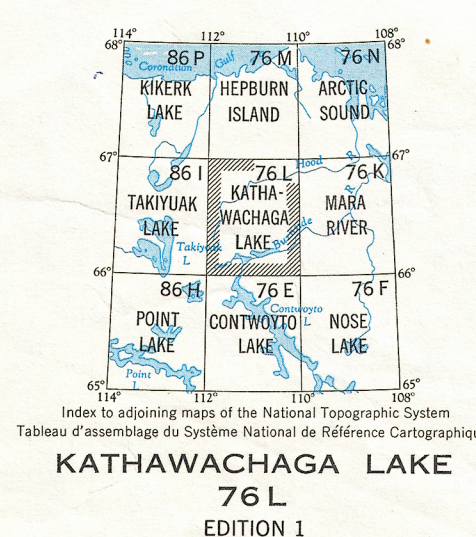 114° 112° 110° 108°
68° 68°
86 P 76 M 76 N
Coronation Gulf
KIKERK HEPBURN ARCTIC
LAKE ISLAND SOUND
67° 67°
Hood R
86 I 76 L 76 K
R
TAKIYUAK KATHA- MARA
LAKE WACHAGA RIVER
LAKE
Takiyuak
L
Burnside
66° 66°
86 H 76 E 76 F
Contwoyto
L
POINT CONTWOYTO NOSE
LAKE LAKE LAKE
Point
L
65° 65°
114° 112° 110° 108°
Index to adjoining maps of the National Topographic System
Tableau d'assemblage du Système National de Référence Cartographiqu
KATHAWACHAGA LAKE
76 L
EDITION 1